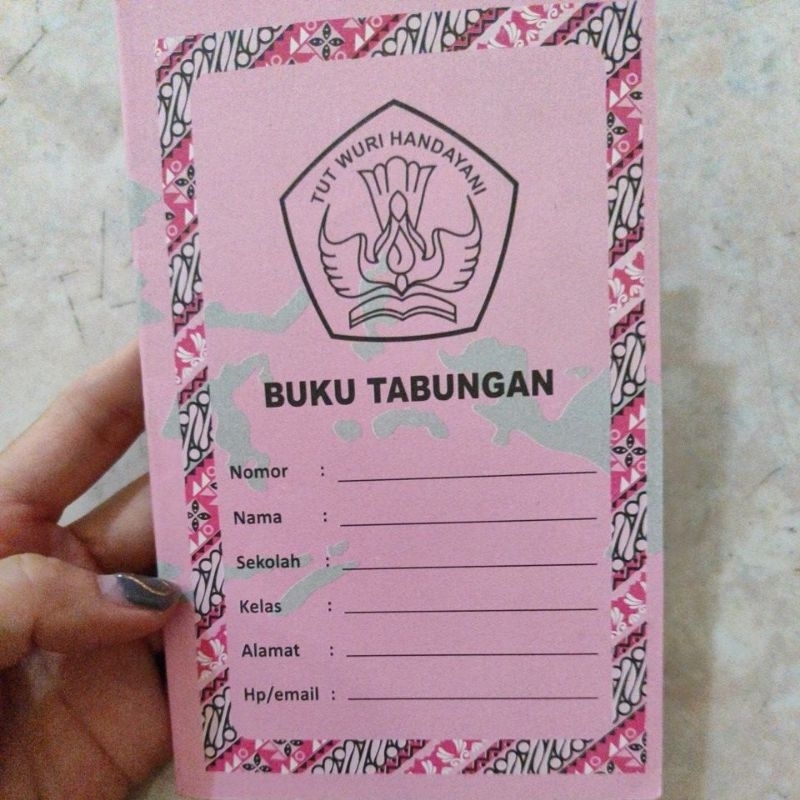 TUT WURI HANDAYANI
BUKU TABUNGAN
Nomor :
Nama :
Sekolah :
Kelas :
Alamat :
Hp/email :